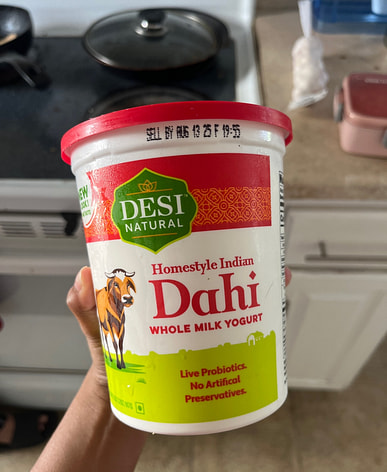 SELL BY AUG 13 25 F 19:55
DESI
NATURAL
Homestyle Indian
Dahi
WHOLE MILK YOGURT
Live Probiotics.
No Artifical
Preservatives.